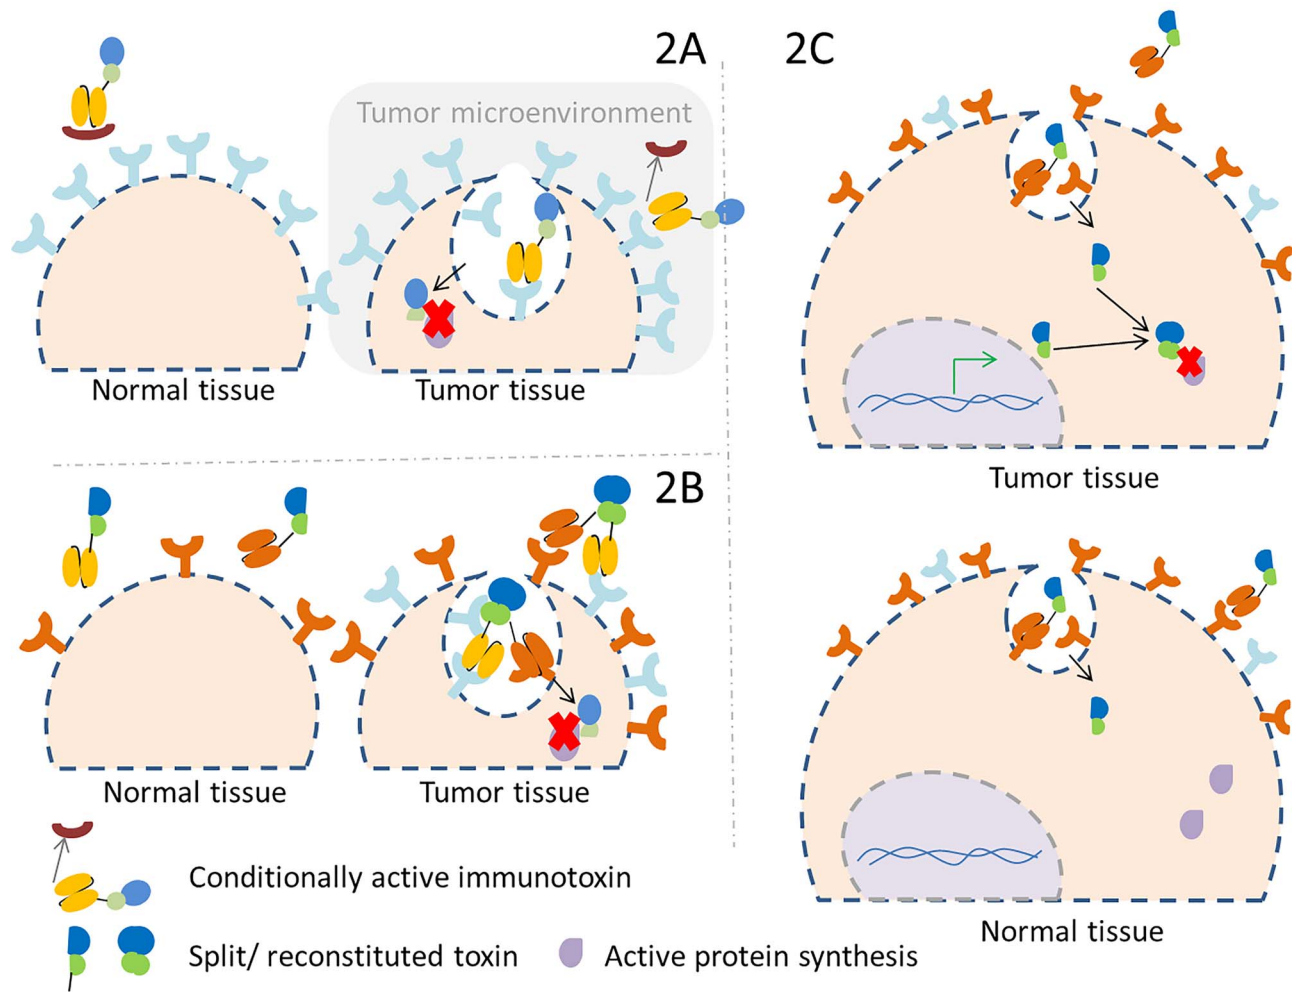 2A
2C
Tumor microenvironment
Normal tissue
Tumor tissue
Tumor tissue
2B
Normal tissue
Tumor tissue
Conditionally active immunotoxin
Normal tissue
Split/ reconstituted toxin
Active protein synthesis